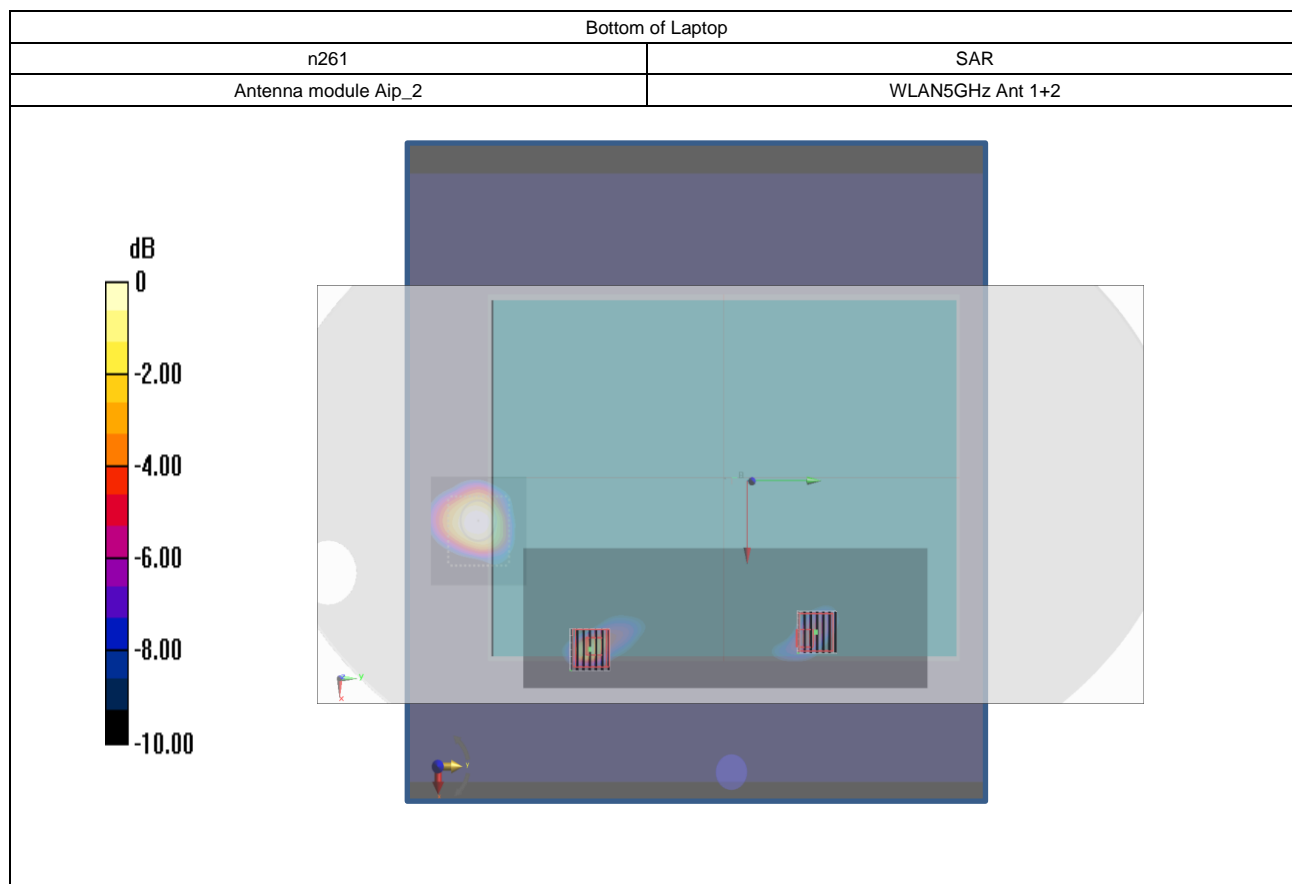 Bottom of Laptop
n261 SAR
Antenna module Aip_2 WLAN5GHz Ant 1+2
dB
0
-2.00
-4.00
-6.00
-8.00
-10.00